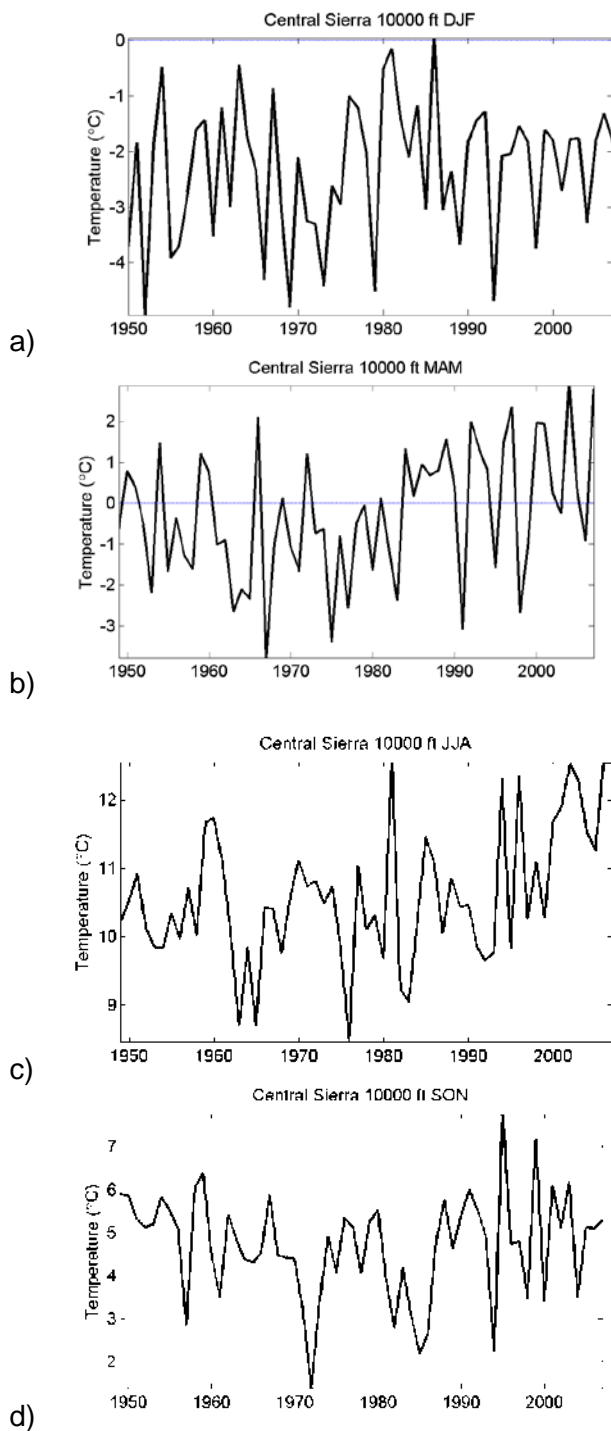 Central Sierra 10000 ft DJF
0
-1
-2
-3
-4
Temperature (°C)
1950 1960 1970 1980 1990 2000
a)
Central Sierra 10000 ft MAM
2
1
0
-1
-2
-3
Temperature (°C)
1950 1960 1970 1980 1990 2000
b)
Central Sierra 10000 ft JJA
12
11
10
9
Temperature (°C)
1950 1960 1970 1980 1990 2000
c)
Central Sierra 10000 ft SON
7
6
5
4
3
2
Temperature (°C)
1950 1960 1970 1980 1990 2000
d)